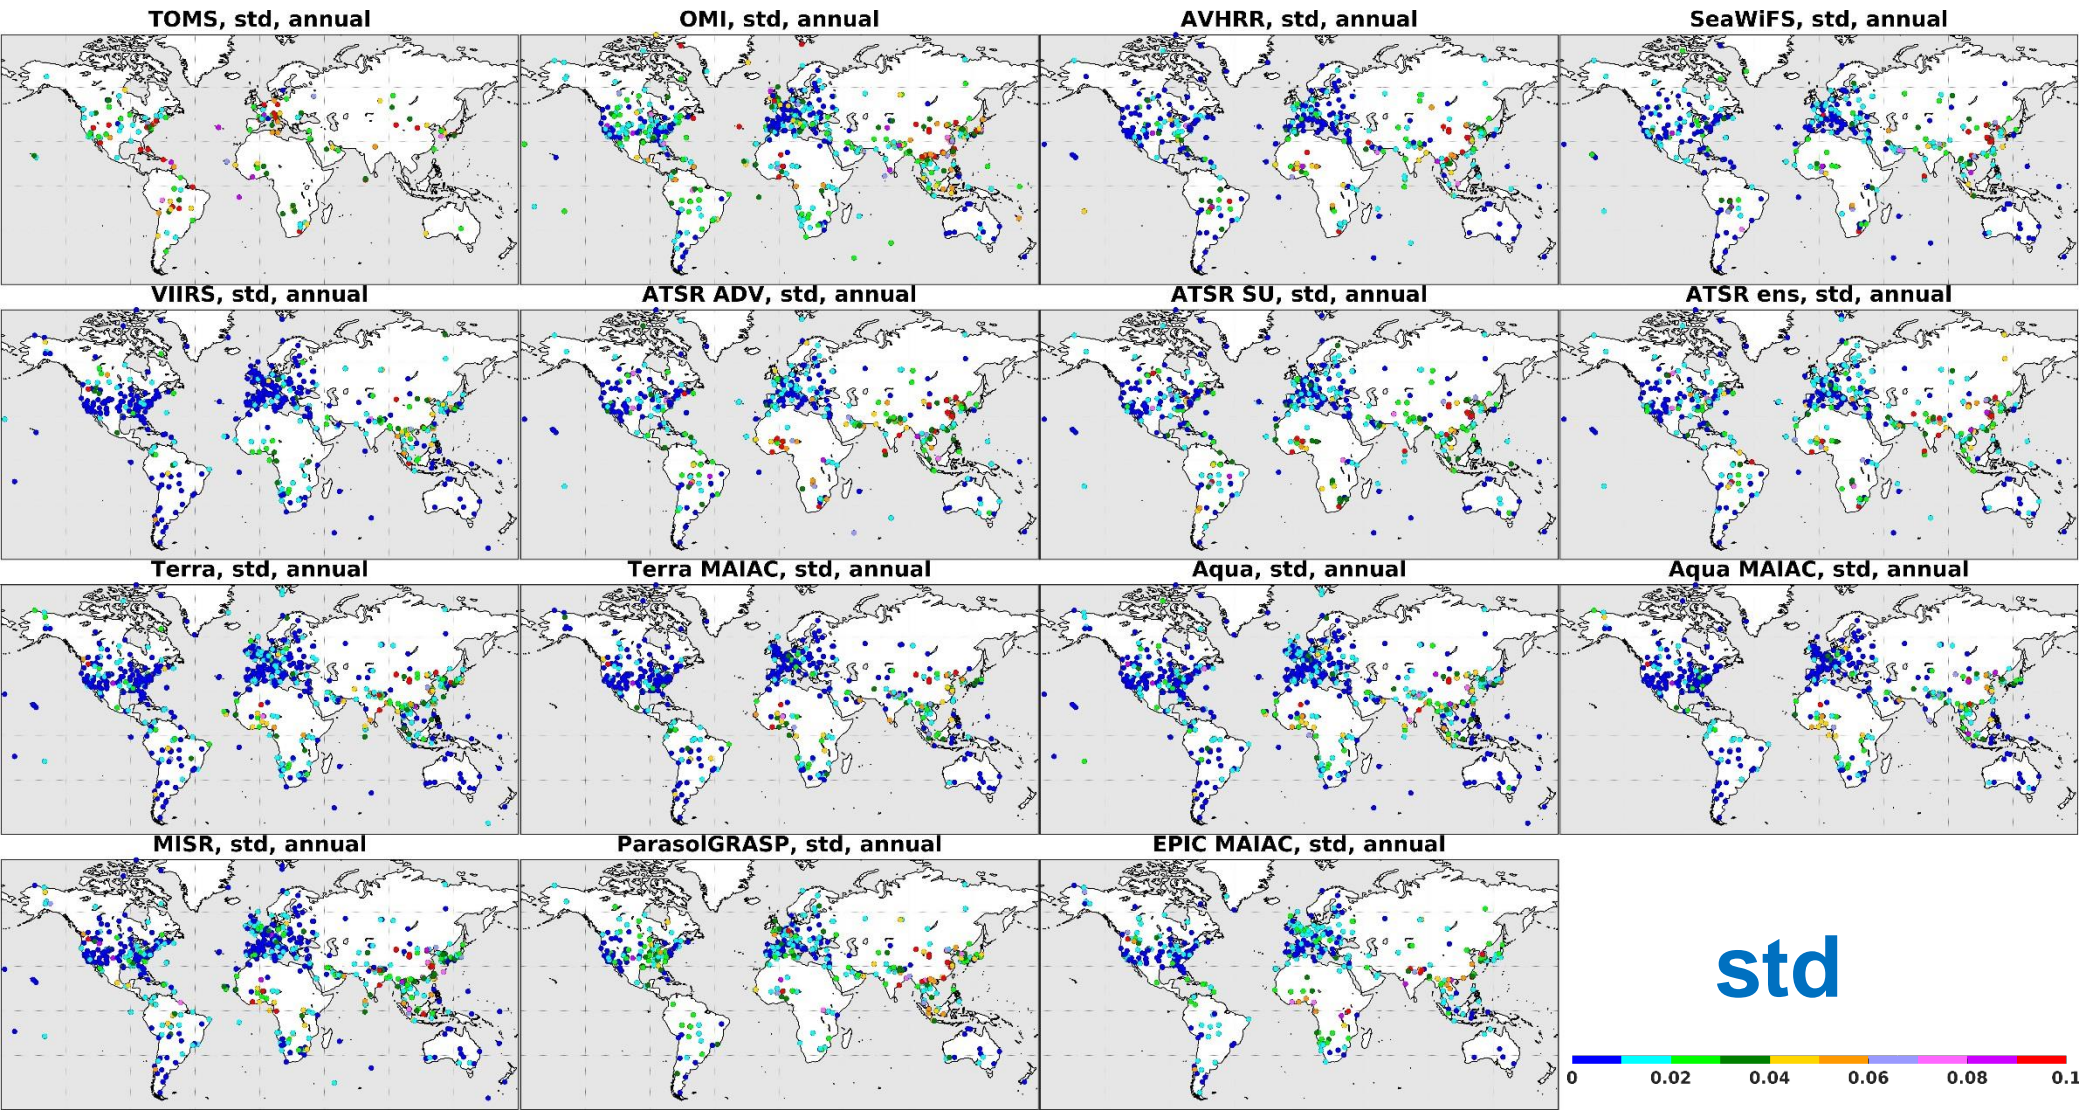 TOMS, std, annual
OMI, std, annual
AVHRR, std, annual
SeaWiFS, std, annual
VIIRS, std, annual
ATSR ADV, std, annual
ATSR SU, std, annual
ATSR ens, std, annual
Terra, std, annual
Terra MAIAC, std, annual
Aqua, std, annual
Aqua MAIAC, std, annual
MISR, std, annual
ParasolGRASP, std, annual
EPIC MAIAC, std, annual
std
0 0.02 0.04 0.06 0.08 0.1